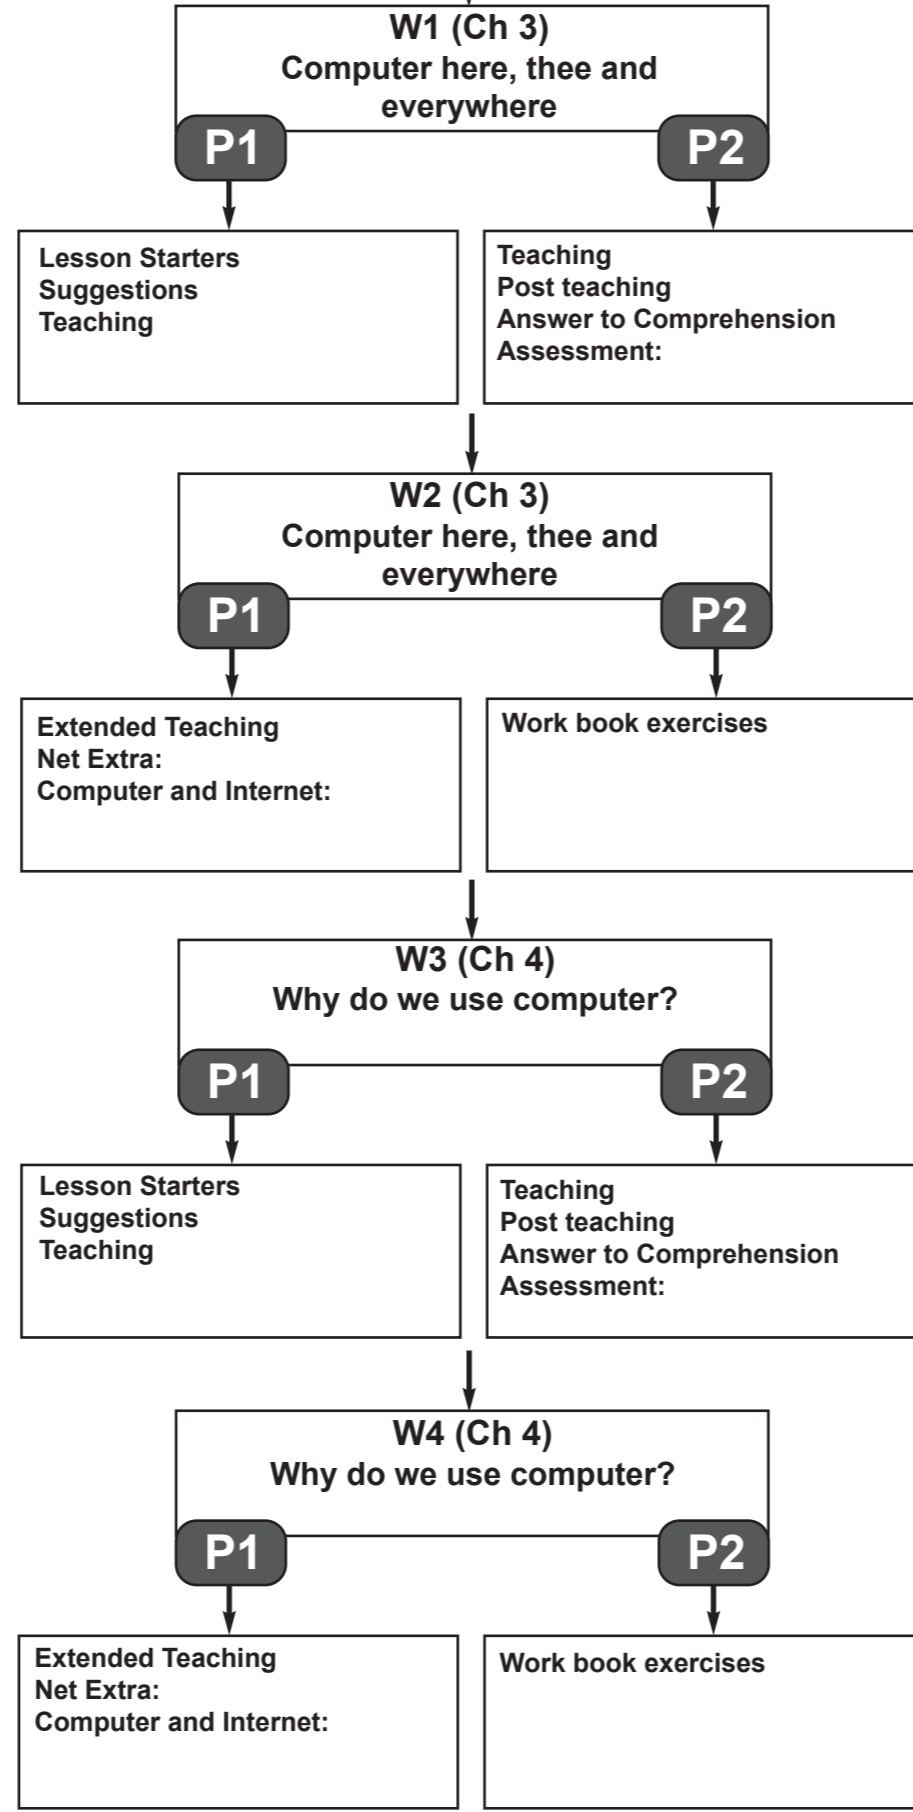 W1 (Ch 3)
Computer here, thee and
everywhere
P1
P2
Lesson Starters
Suggestions
Teaching
Teaching
Post teaching
Answer to Comprehension
Assessment:
W2 (Ch 3)
Computer here, thee and
everywhere
P1
P2
Extended Teaching
Net Extra:
Computer and Internet:
Work book exercises
W3 (Ch 4)
Why do we use computer?
P1
P2
Lesson Starters
Suggestions
Teaching
Teaching
Post teaching
Answer to Comprehension
Assessment:
W4 (Ch 4)
Why do we use computer?
P1
P2
Extended Teaching
Net Extra:
Computer and Internet:
Work book exercises